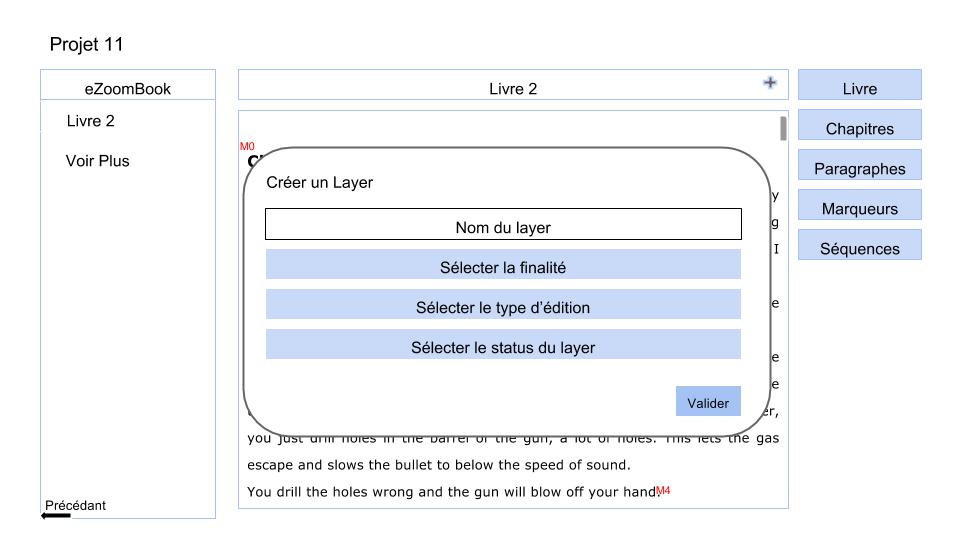 Projet 11
eZoomBook
Livre 2
Voir Plus
Précédant
Livre 2
M0
Créer un Layer
Nom du layer
Sélecter la finalité
Sélecter le type d'édition
Sélecter le status du layer
Valider
you just drill holes in the barrel of the gun, a lot of holes. This lets the gas
escape and slows the bullet to below the speed of sound.
You drill the holes wrong and the gun will blow off your hand.M4
Livre
Chapitres
Paragraphes
Marqueurs
Séquences